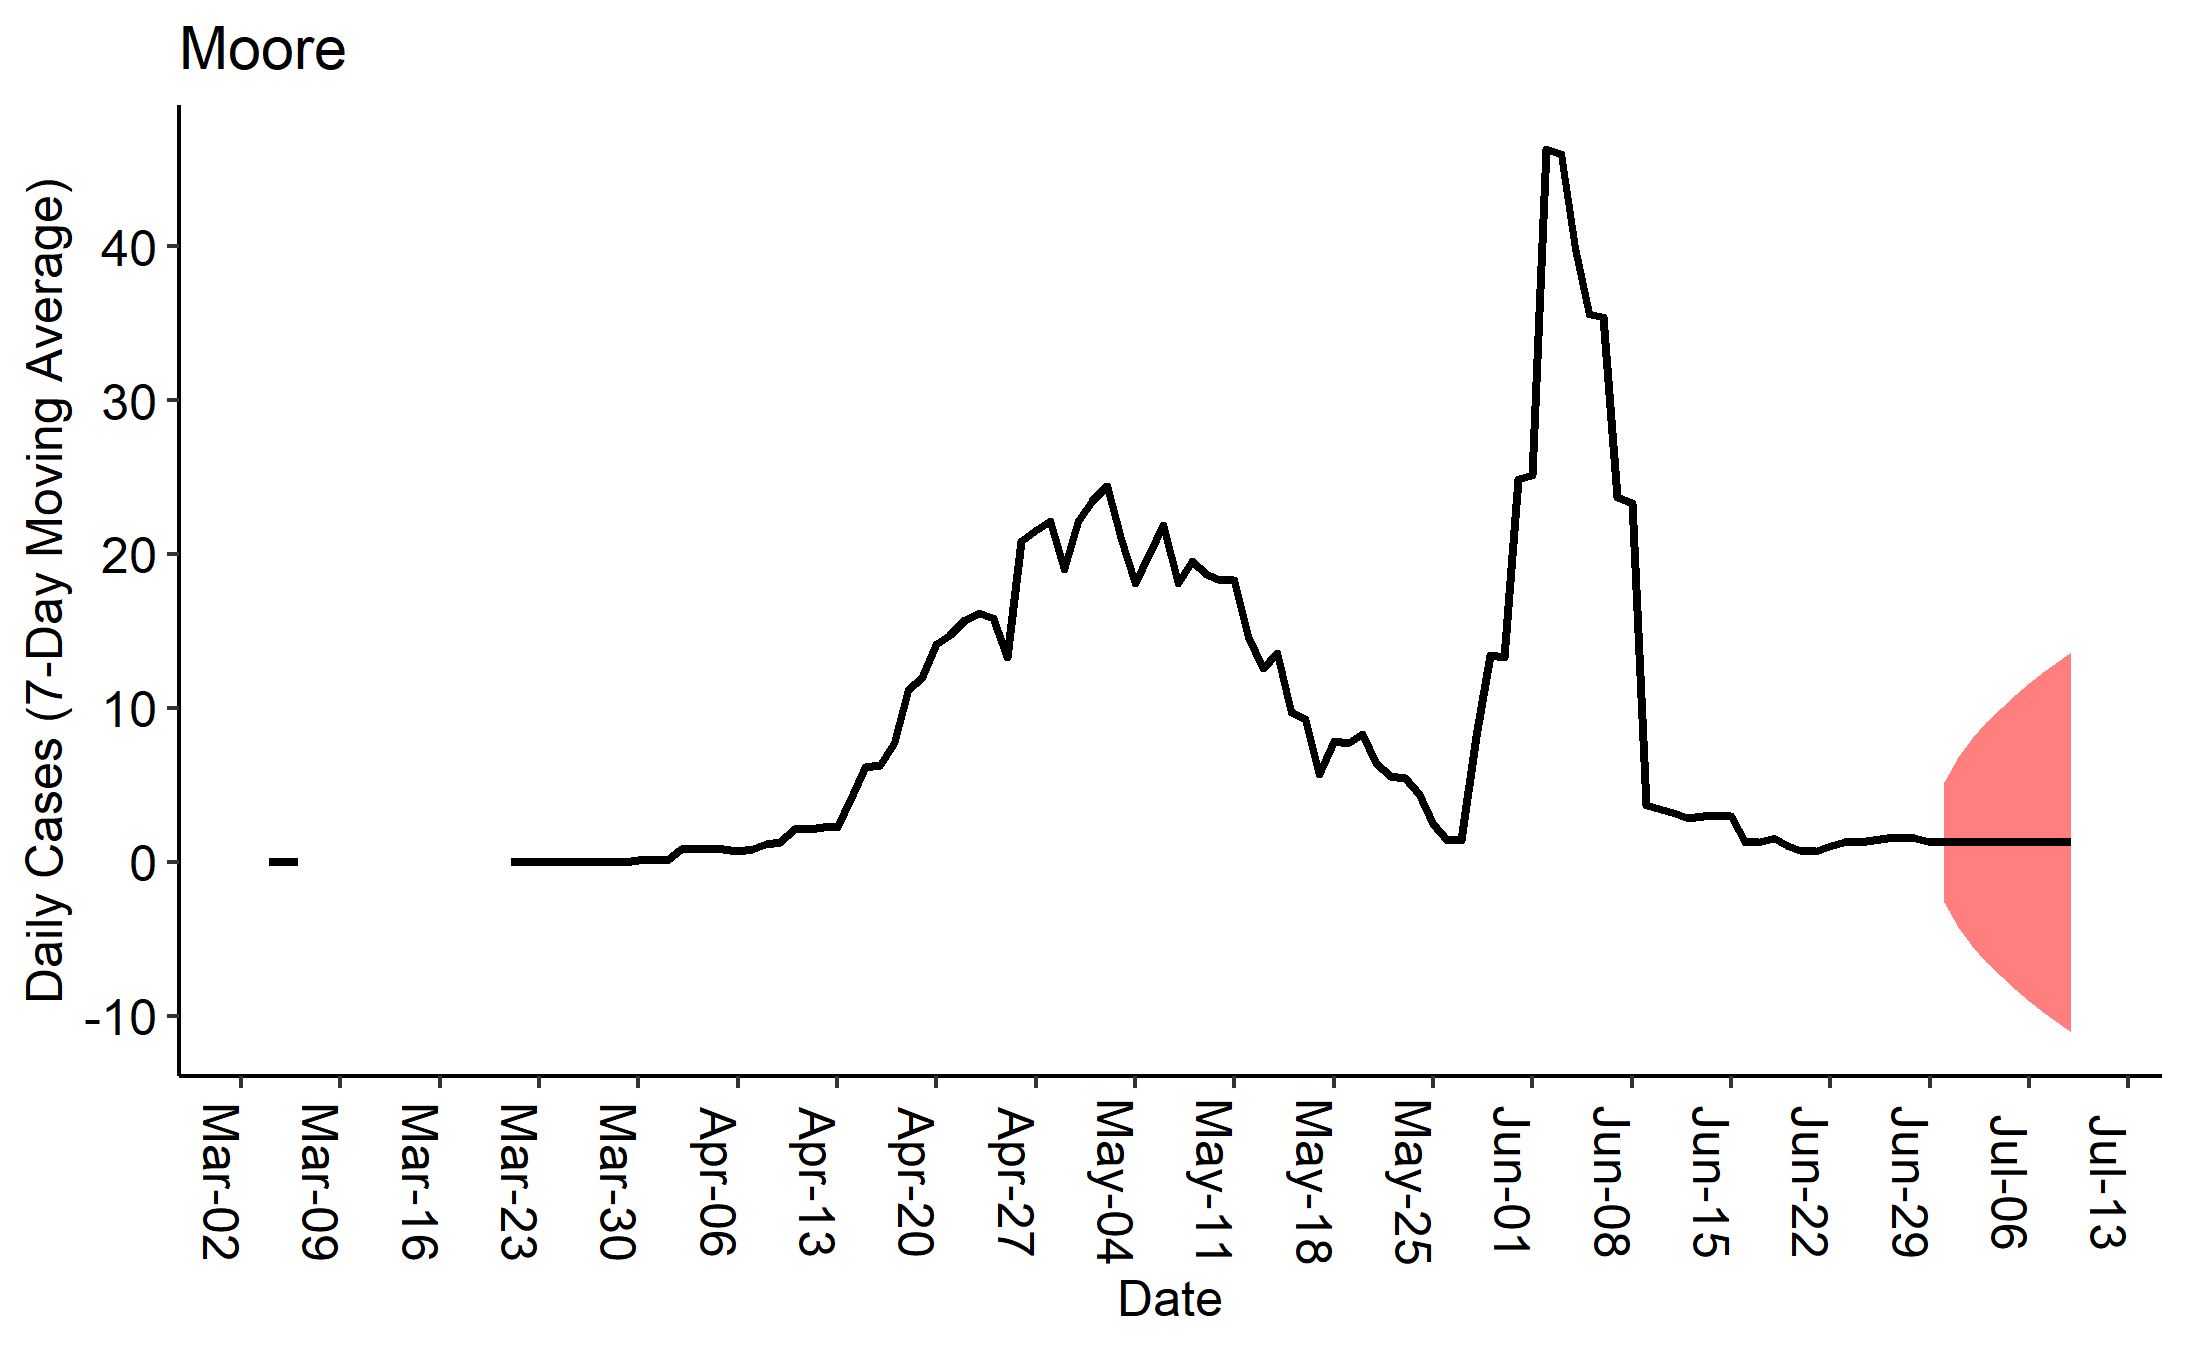 Moore
Daily Cases (7-Day Moving Average)
40
30
20
10
0
-10
Mar-02
Mar-09
Mar-16
Mar-23
Mar-30
Apr-06
Apr-13
Apr-20
Apr-27
May-04
May-11
May-18
May-25
Jun-01
Jun-08
Jun-15
Jun-22
Jun-29
Jul-06
Jul-13
Date